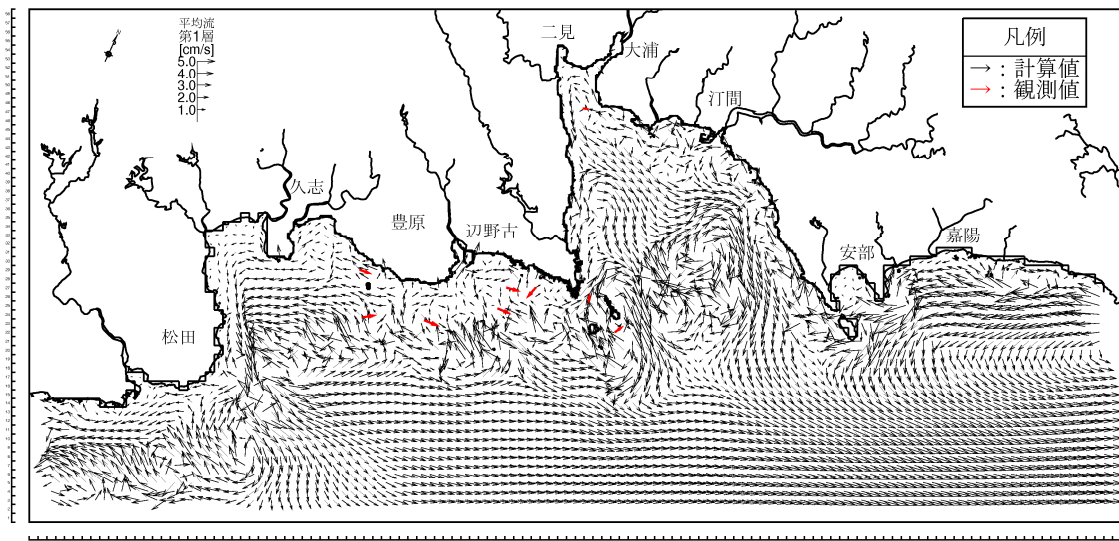 平均流
第1層
[cm/s]
5.0
4.0
3.0
2.0
1.0
N
凡例
→ : 計算値
→ : 観測値
二見
大浦
汀間
久志
豊原
辺野古
安部
嘉陽
松田